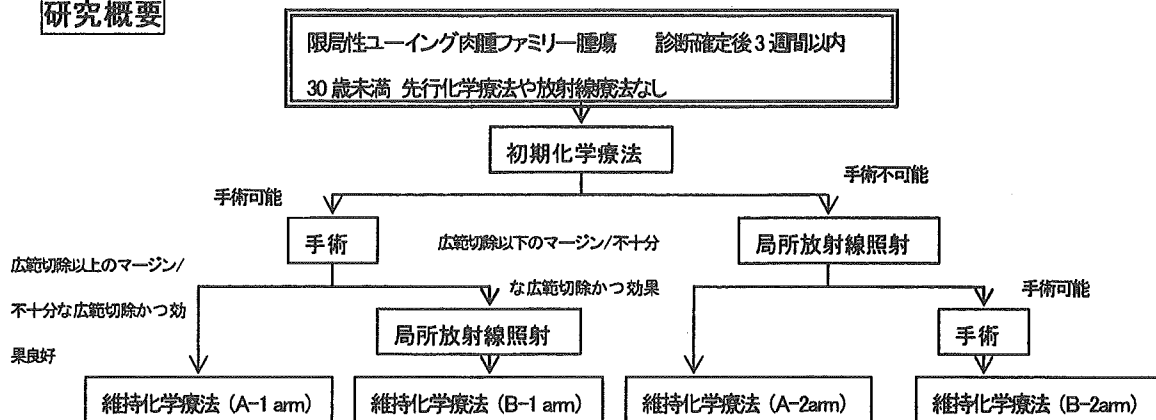 研究概要
限局性ユーイング肉腫ファミリー腫瘍　診断確定後3週間以内
30歳未満 先行化学療法や放射線療法なし
初期化学療法
手術可能
手術不可能
手術
局所放射線照射
広範切除以上のマージン/
不十分な広範切除かつ効
果良好
広範切除以下のマージン/不十分
な広範切除かつ効果
手術可能
局所放射線照射
手術
維持化学療法 (A-1 arm)
維持化学療法 (B-1 arm)
維持化学療法 (A-2arm)
維持化学療法 (B-2arm)